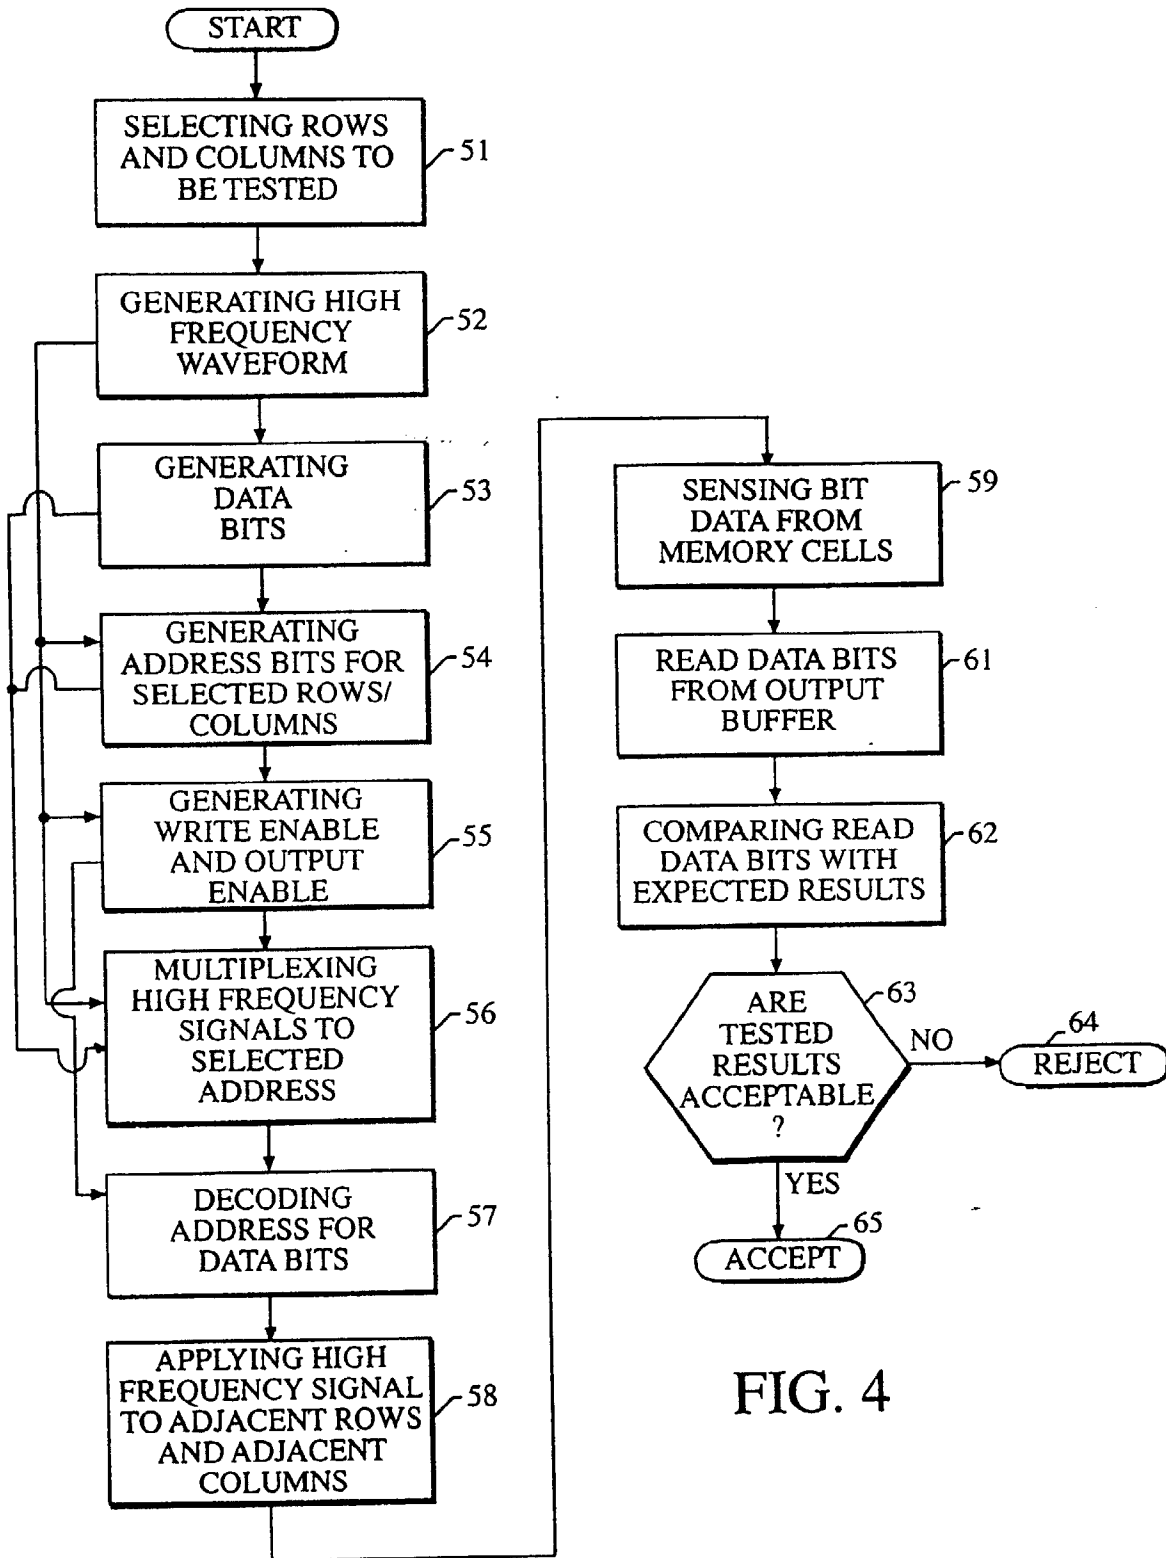 START
SELECTING ROWS
AND COLUMNS TO
BE TESTED
51
GENERATING HIGH
FREQUENCY
WAVEFORM
52
GENERATING
DATA
BITS
53
GENERATING
ADDRESS BITS FOR
SELECTED ROWS/
COLUMNS
54
GENERATING
WRITE ENABLE
AND OUTPUT
ENABLE
55
MULTIPLEXING
HIGH FREQUENCY
SIGNALS TO
SELECTED
ADDRESS
56
DECODING
ADDRESS FOR
DATA BITS
57
APPLYING HIGH
FREQUENCY SIGNAL
TO ADJACENT ROWS
AND ADJACENT
COLUMNS
58
SENSING BIT
DATA FROM
MEMORY CELLS
59
READ DATA BITS
FROM OUTPUT
BUFFER
61
COMPARING READ
DATA BITS WITH
EXPECTED RESULTS
62
ARE
TESTED
RESULTS
ACCEPTABLE
?
63
NO
64
REJECT
YES
65
ACCEPT
FIG. 4